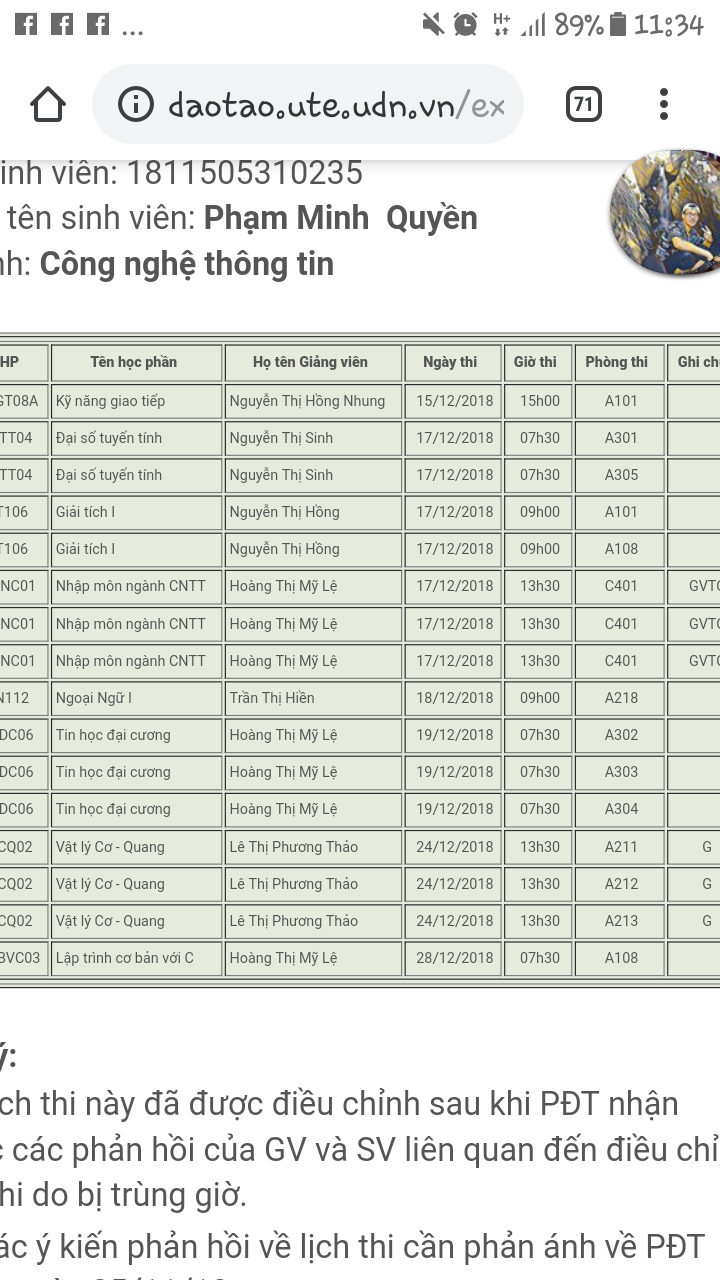 ... 89% 11:34
daotao.ute.udn.vn/ex 71
inh viên: 1811505310235
tên sinh viên: Phạm Minh Quyền
nh: Công nghệ thông tin
HP Tên học phần Họ tên Giảng viên Ngày thi Giờ thi Phòng thi Ghi chú
GT08A Kỹ năng giao tiếp Nguyễn Thị Hồng Nhung 15/12/2018 15h00 A101
TT04 Đại số tuyến tính Nguyễn Thị Sinh 17/12/2018 07h30 A301
TT04 Đại số tuyến tính Nguyễn Thị Sinh 17/12/2018 07h30 A305
T106 Giải tích I Nguyễn Thị Hồng 17/12/2018 09h00 A101
T106 Giải tích I Nguyễn Thị Hồng 17/12/2018 09h00 A108
NC01 Nhập môn ngành CNTT Hoàng Thị Mỹ Lệ 17/12/2018 13h30 C401 GVTC
NC01 Nhập môn ngành CNTT Hoàng Thị Mỹ Lệ 17/12/2018 13h30 C401 GVTC
NC01 Nhập môn ngành CNTT Hoàng Thị Mỹ Lệ 17/12/2018 13h30 C401 GVTC
N112 Ngoại Ngữ I Trần Thị Hiền 18/12/2018 09h00 A218
DC06 Tin học đại cương Hoàng Thị Mỹ Lệ 19/12/2018 07h30 A302
DC06 Tin học đại cương Hoàng Thị Mỹ Lệ 19/12/2018 07h30 A303
DC06 Tin học đại cương Hoàng Thị Mỹ Lệ 19/12/2018 07h30 A304
CQ02 Vật lý Cơ - Quang Lê Thị Phương Thảo 24/12/2018 13h30 A211 G
CQ02 Vật lý Cơ - Quang Lê Thị Phương Thảo 24/12/2018 13h30 A212 G
CQ02 Vật lý Cơ - Quang Lê Thị Phương Thảo 24/12/2018 13h30 A213 G
BVC03 Lập trình cơ bản với C Hoàng Thị Mỹ Lệ 28/12/2018 07h30 A108
ý:
ch thi này đã được điều chỉnh sau khi PĐT nhận
các phản hồi của GV và SV liên quan đến điều chỉ
hi do bị trùng giờ.
ác ý kiến phản hồi về lịch thi cần phản ánh về PĐT